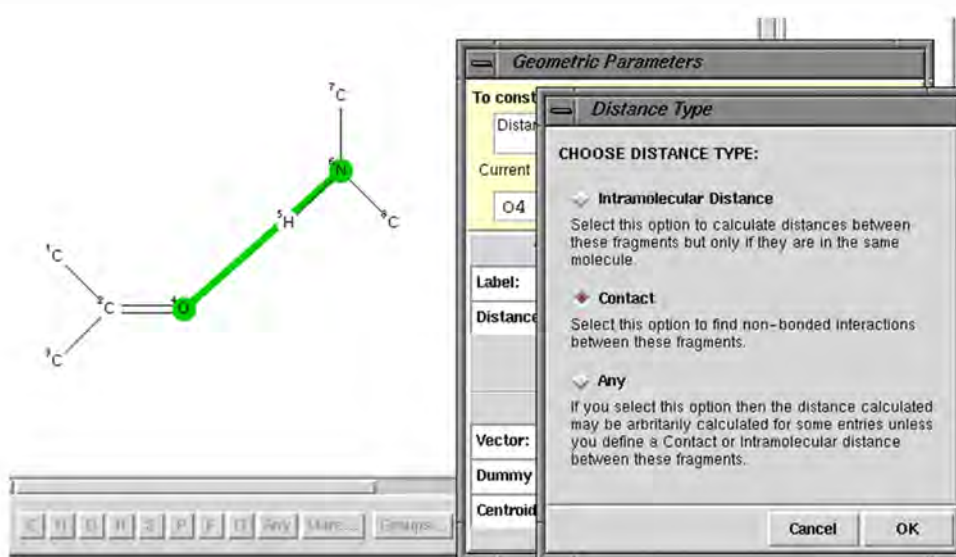 Geometric Parameters
To const
Distan
Current
O4
Label:
Distance
Vector:
Dummy
Centroid
Distance Type
CHOOSE DISTANCE TYPE:
Intramolecular Distance
Select this option to calculate distances between
these fragments but only if they are in the same
molecule.
Contact
Select this option to find non-bonded interactions
between these fragments.
Any
If you select this option then the distance calculated
may be arbritarily calculated for some entries unless
you define a Contact or Intramolecular distance
between these fragments.
Cancel OK
7C
6N
5H
8C
1C
2C
4O
3C
Any
Groups...